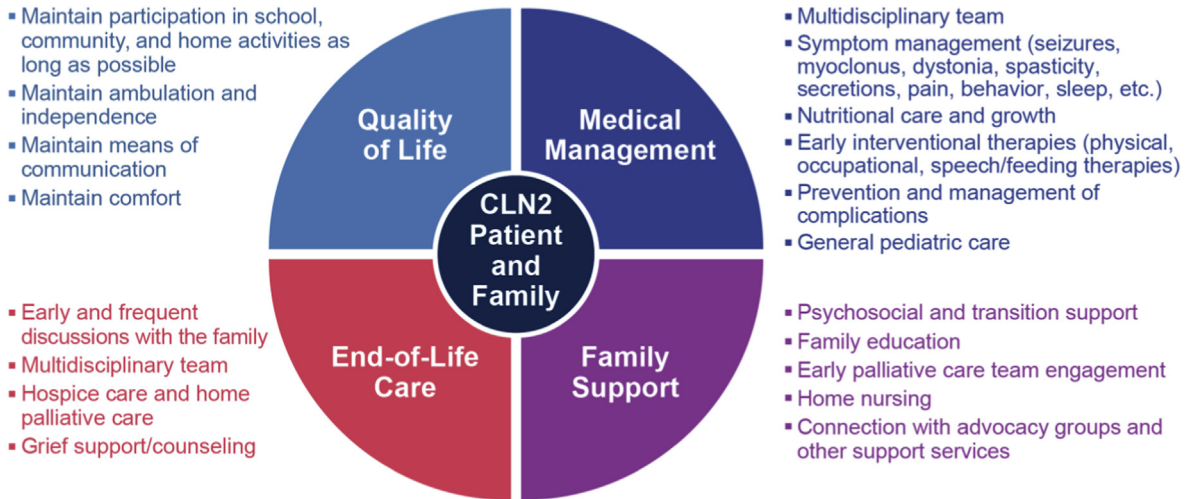 ▪ Maintain participation in school,
community, and home activities as
long as possible
▪ Maintain ambulation and
independence
▪ Maintain means of
communication
▪ Maintain comfort
Quality
of Life
Medical
Management
▪ Multidisciplinary team
▪ Symptom management (seizures,
myoclonus, dystonia, spasticity,
secretions, pain, behavior, sleep, etc.)
▪ Nutritional care and growth
▪ Early interventional therapies (physical,
occupational, speech/feeding therapies)
▪ Prevention and management of
complications
▪ General pediatric care
CLN2
Patient
and
Family
▪ Early and frequent
discussions with the family
▪ Multidisciplinary team
▪ Hospice care and home
palliative care
▪ Grief support/counseling
End-of-Life
Care
Family
Support
▪ Psychosocial and transition support
▪ Family education
▪ Early palliative care team engagement
▪ Home nursing
▪ Connection with advocacy groups and
other support services